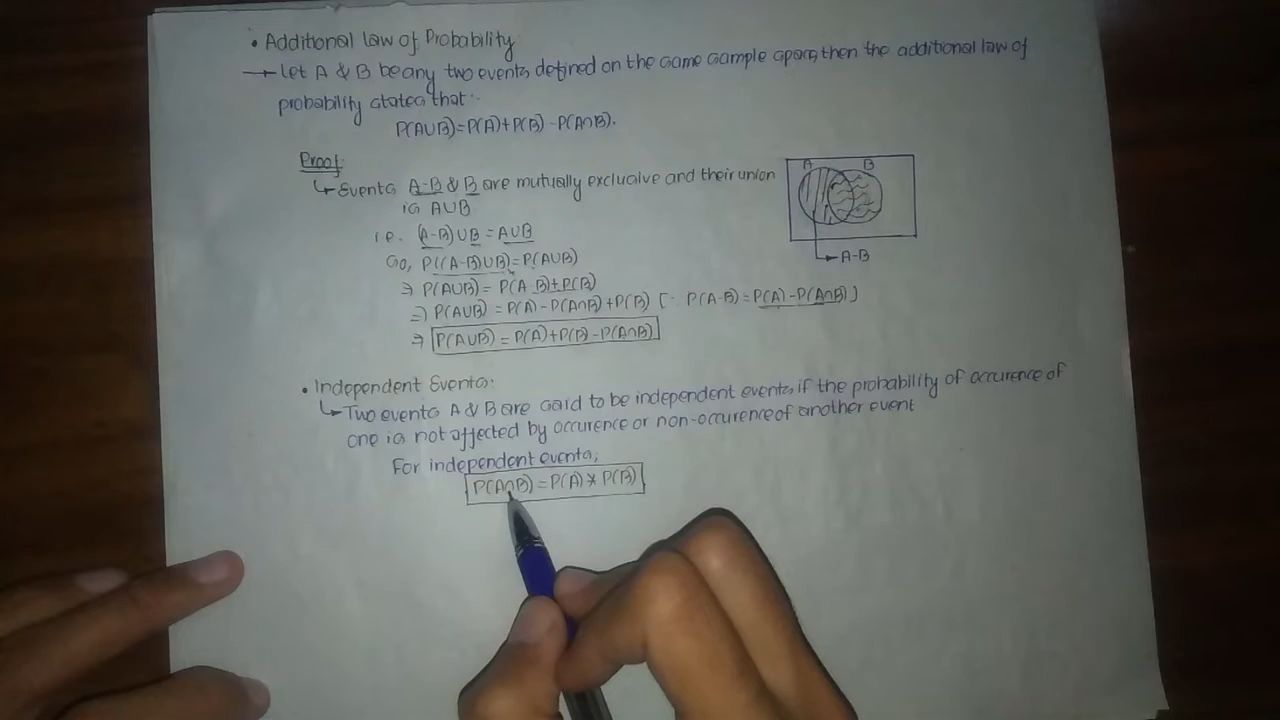 • Additional law of Probability
→ Let A & B be any two events defined on the same sample space, then the additional law of
probability states that:-
P(A∪B)=P(A)+P(B)-P(A∩B).
Proof:
↳ Events A-B & B are mutually exclusive and their union
is A∪B
i.e. (A-B)∪B = A∪B
So, P((A-B)∪B)=P(A∪B)
⇒ P(A∪B) = P(A-B)+P(B)
⇒ P(A∪B) = P(A)-P(A∩B)+P(B) [∵ P(A-B)=P(A)-P(A∩B)]
⇒ P(A∪B) = P(A)+P(B)-P(A∩B)
A B
A-B
• Independent Events:
↳ Two events A & B are said to be independent events, if the probability of occurence of
one is not affected by occurence or non-occurence of another event
For independent events,
P(A∩B) = P(A) * P(B)